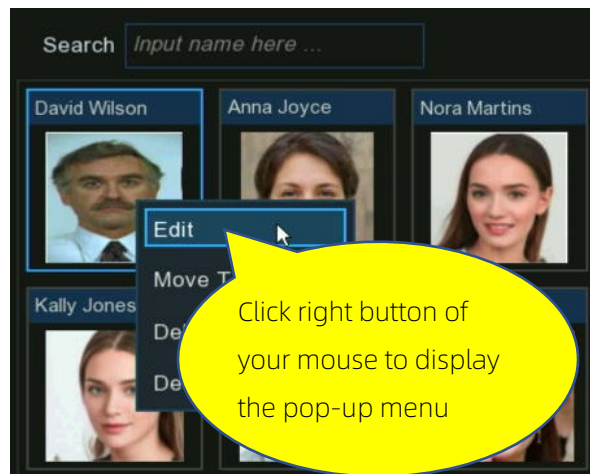 Search Input name here ...
David Wilson Anna Joyce Nora Martins
Edit
Move
Kally Jones
Click right button of
your mouse to display
the pop-up menu